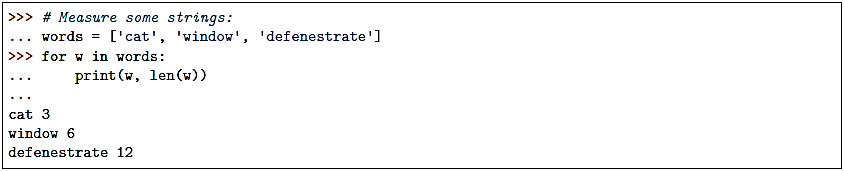 >>> # Measure some strings:
... words = ['cat', 'window', 'defenestrate']
>>> for w in words:
...     print(w, len(w))
...
cat 3
window 6
defenestrate 12